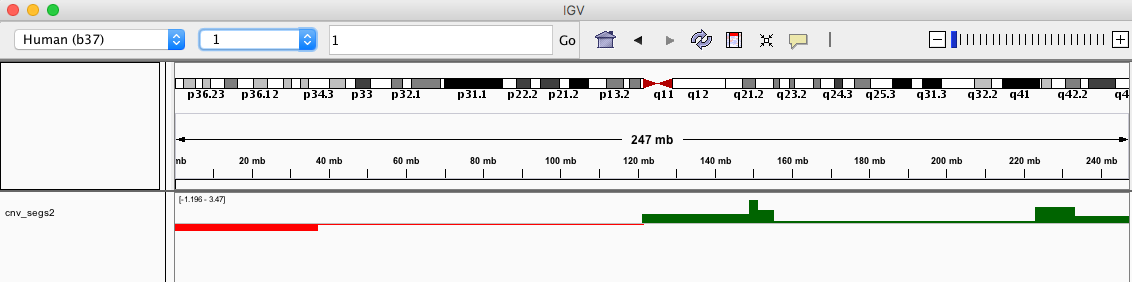 IGV
Human (b37) 1 1 Go
p36.23 p36.12 p34.3 p33 p32.1 p31.1 p22.2 p21.2 p13.2 q11 q12 q21.2 q23.2 q24.3 q25.3 q31.3 q32.2 q41 q42.2 q4
247 mb
mb 20 mb 40 mb 60 mb 80 mb 100 mb 120 mb 140 mb 160 mb 180 mb 200 mb 220 mb 240 mb
[-1.196 - 3.47]
cnv_segs2